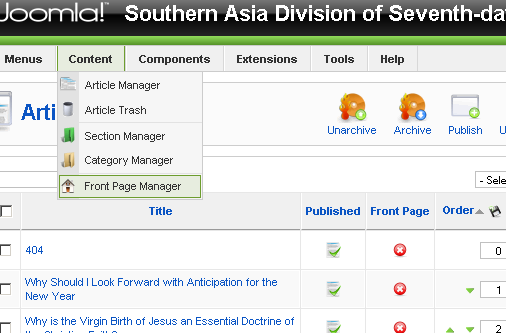 Joomla! Southern Asia Division of Seventh-da
Menus Content Components Extensions Tools Help
Article Manager
Article Trash
Section Manager
Category Manager
Front Page Manager
Arti
Unarchive Archive Publish U
- Sele
Title Published Front Page Order
404 0
Why Should I Look Forward with Anticipation for the
New Year
1
Why is the Virgin Birth of Jesus an Essential Doctrine of
2